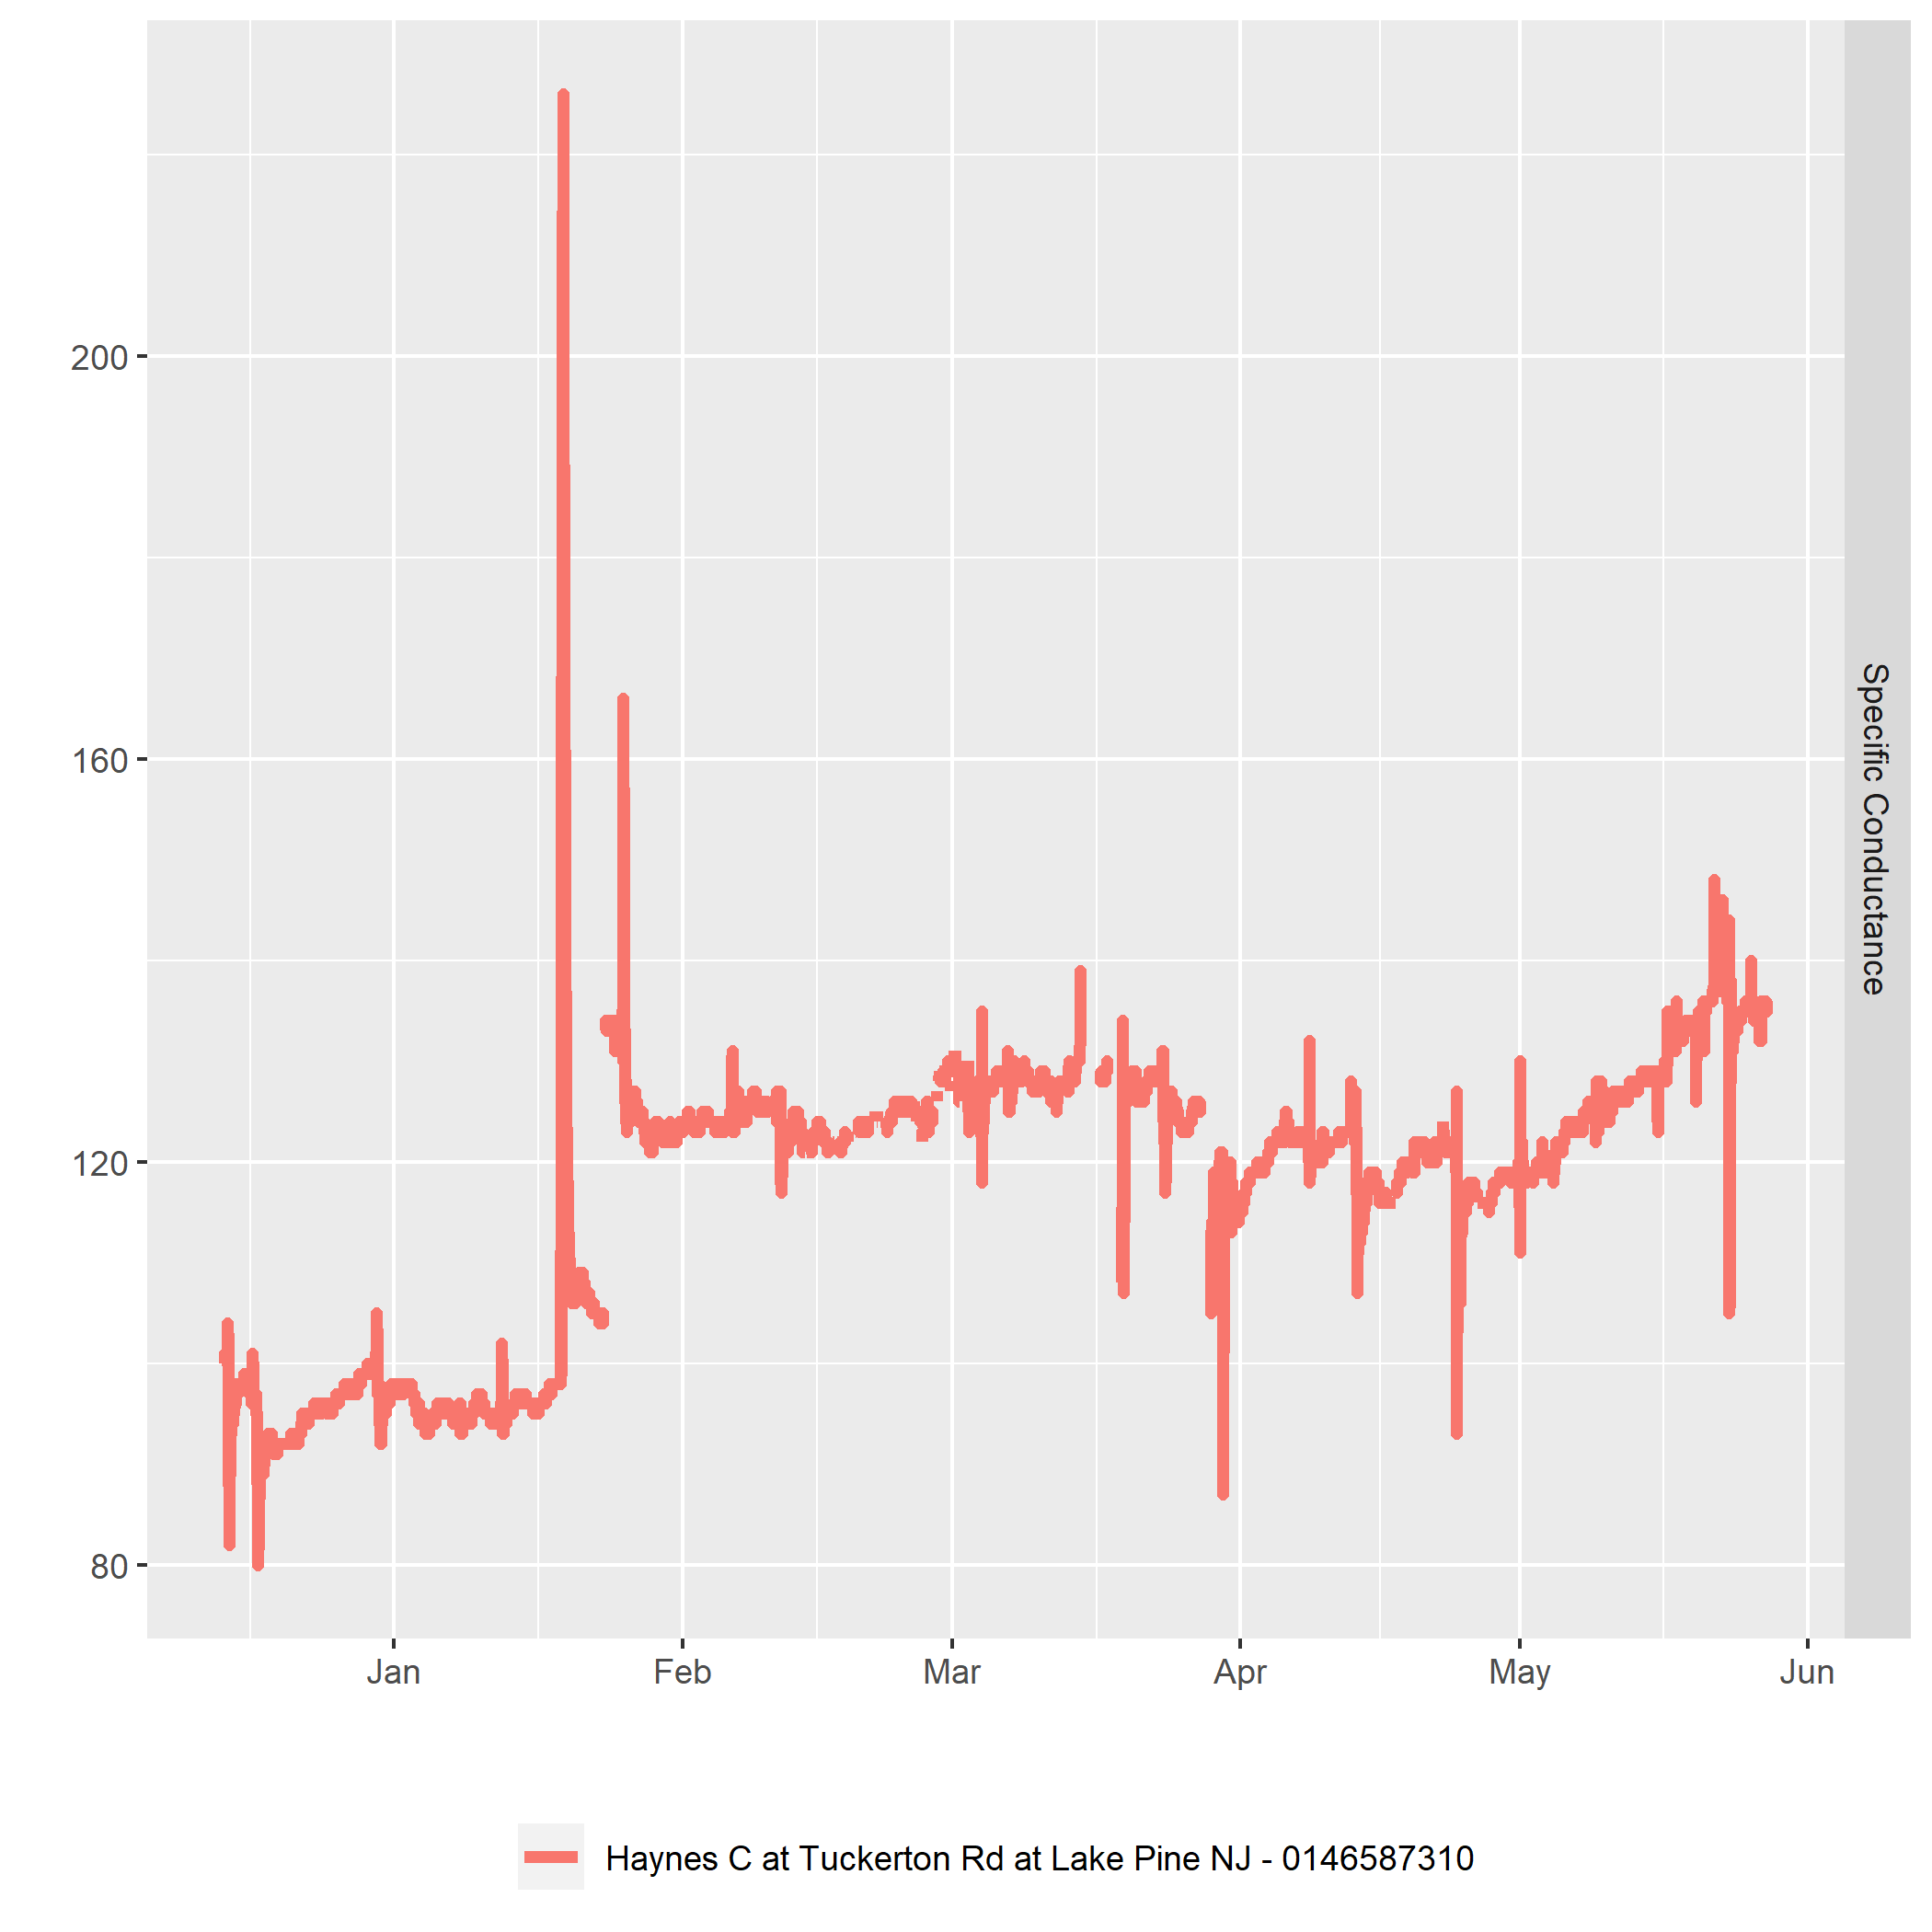 200
160
120
80
Specific Conductance
Jan Feb Mar Apr May Jun
Haynes C at Tuckerton Rd at Lake Pine NJ - 0146587310